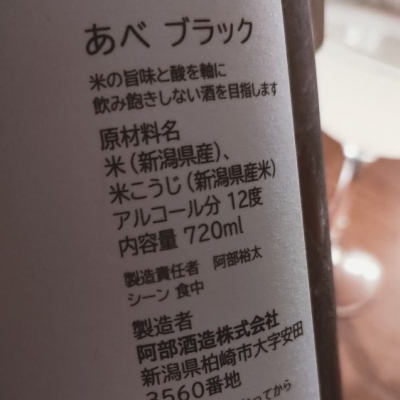 あべ ブラック
米の旨味と酸を軸に
飲み飽きしない酒を目指します
原材料名
米（新潟県産）、
米こうじ（新潟県産米）
アルコール分 12度
内容量 720ml
製造責任者　阿部裕太
シーン 食中
製造者
阿部酒造株式会社
新潟県柏崎市大字安田
3560番地
ってから